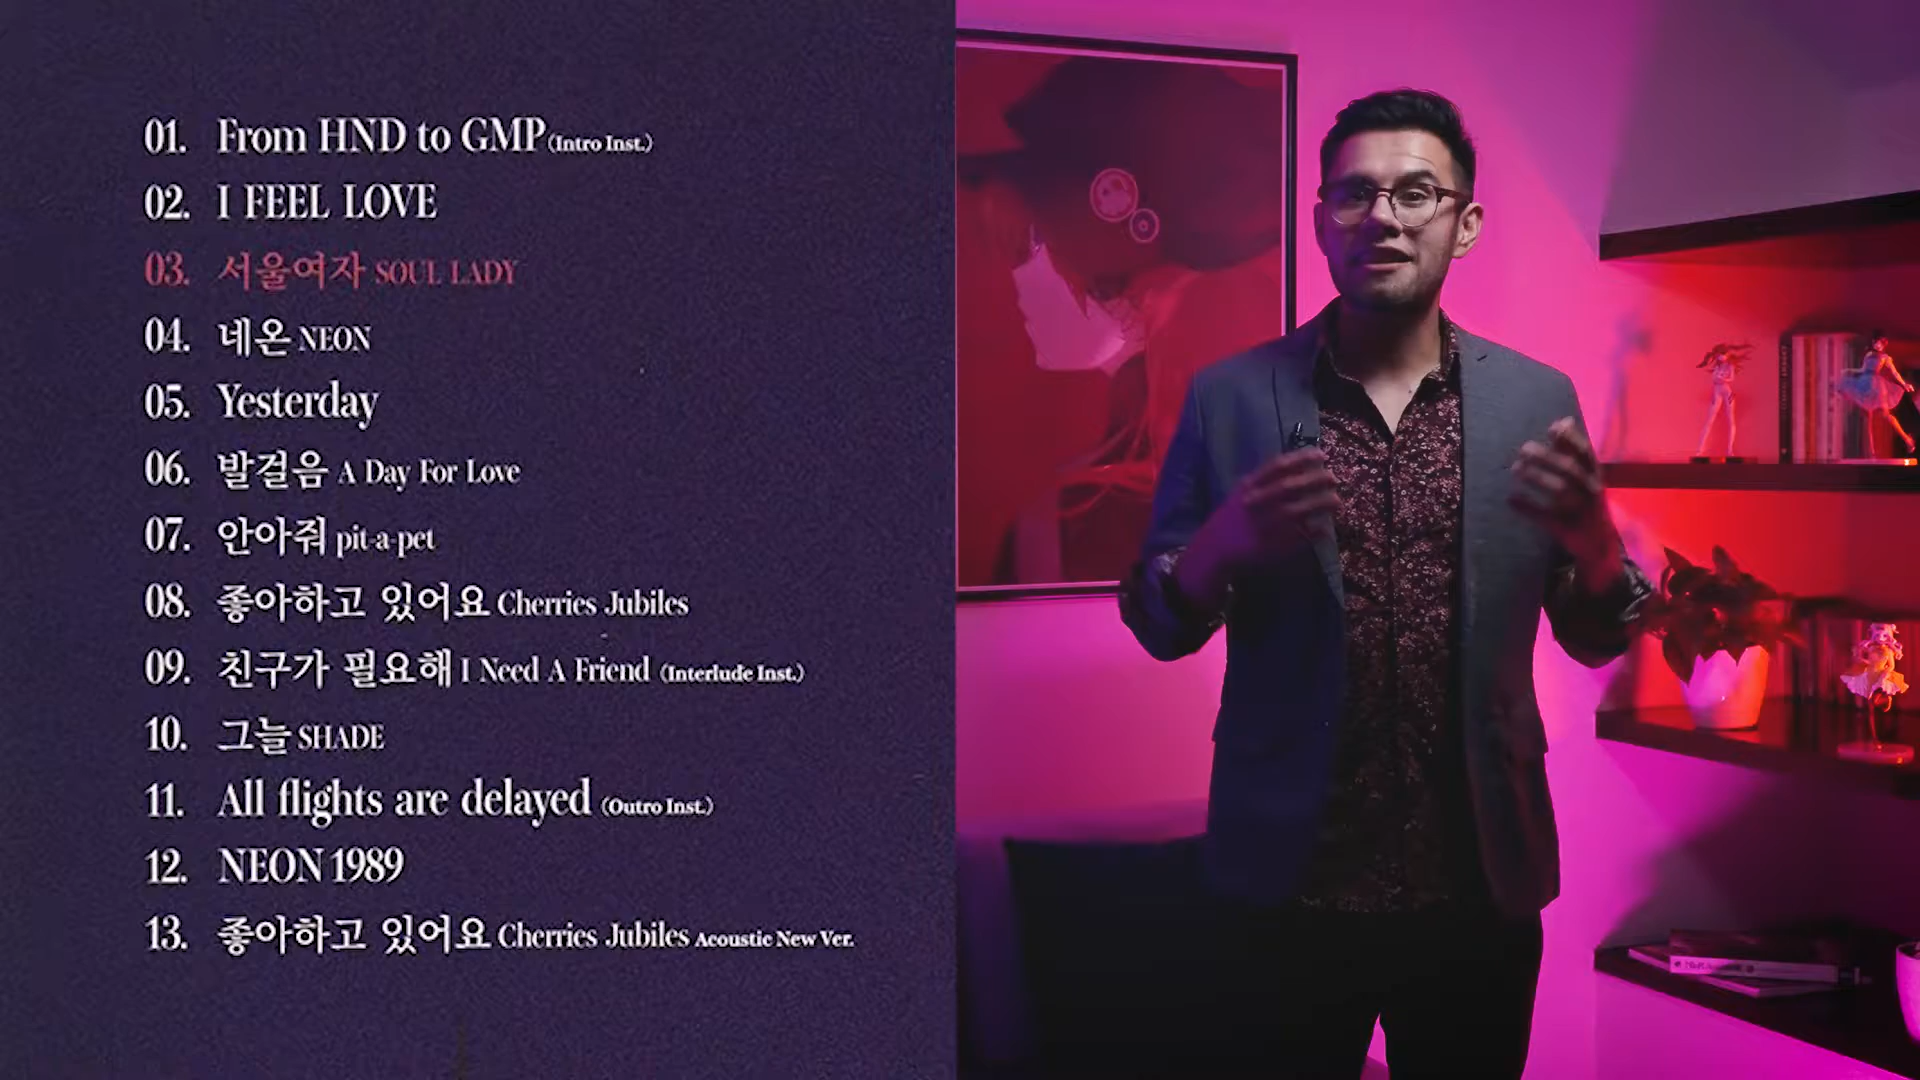 01. From HND to GMP (Intro Inst.)
02. I FEEL LOVE
03. 서울여자 SOUL LADY
04. 네온 NEON
05. Yesterday
06. 발걸음 A Day For Love
07. 안아줘 pit-a-pet
08. 좋아하고 있어요 Cherries Jubiles
09. 친구가 필요해 I Need A Friend (Interlude Inst.)
10. 그늘 SHADE
11. All flights are delayed (Outro Inst.)
12. NEON 1989
13. 좋아하고 있어요 Cherries Jubiles Acoustic New Ver.